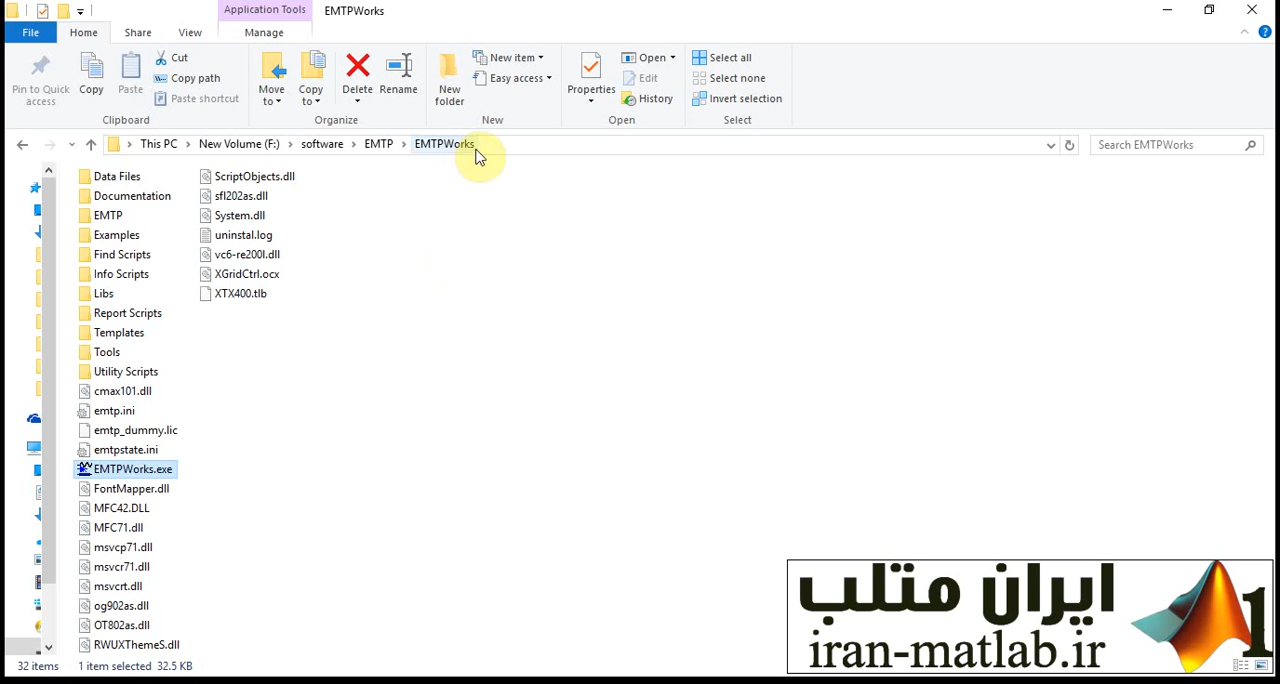 Application Tools EMTPWorks
File Home Share View Manage
Pin to Quick access
Copy
Paste
Cut
Copy path
Paste shortcut
Clipboard
Move to
Copy to
Delete
Rename
Organize
New folder
New item
Easy access
New
Properties
Open
Edit
History
Open
Select all
Select none
Invert selection
Select
This PC > New Volume (F:) > software > EMTP > EMTPWorks
Search EMTPWorks
Data Files
Documentation
EMTP
Examples
Find Scripts
Info Scripts
Libs
Report Scripts
Templates
Tools
Utility Scripts
cmax101.dll
emtp.ini
emtp_dummy.lic
emtpstate.ini
EMTPWorks.exe
FontMapper.dll
MFC42.DLL
MFC71.dll
msvcp71.dll
msvcr71.dll
msvcrt.dll
og902as.dll
OT802as.dll
RWUXThemeS.dll
ScriptObjects.dll
sfl202as.dll
System.dll
uninstal.log
vc6-re200l.dll
XGridCtrl.ocx
XTX400.tlb
32 items 1 item selected 32.5 KB
ایران متلب
iran-matlab.ir
1